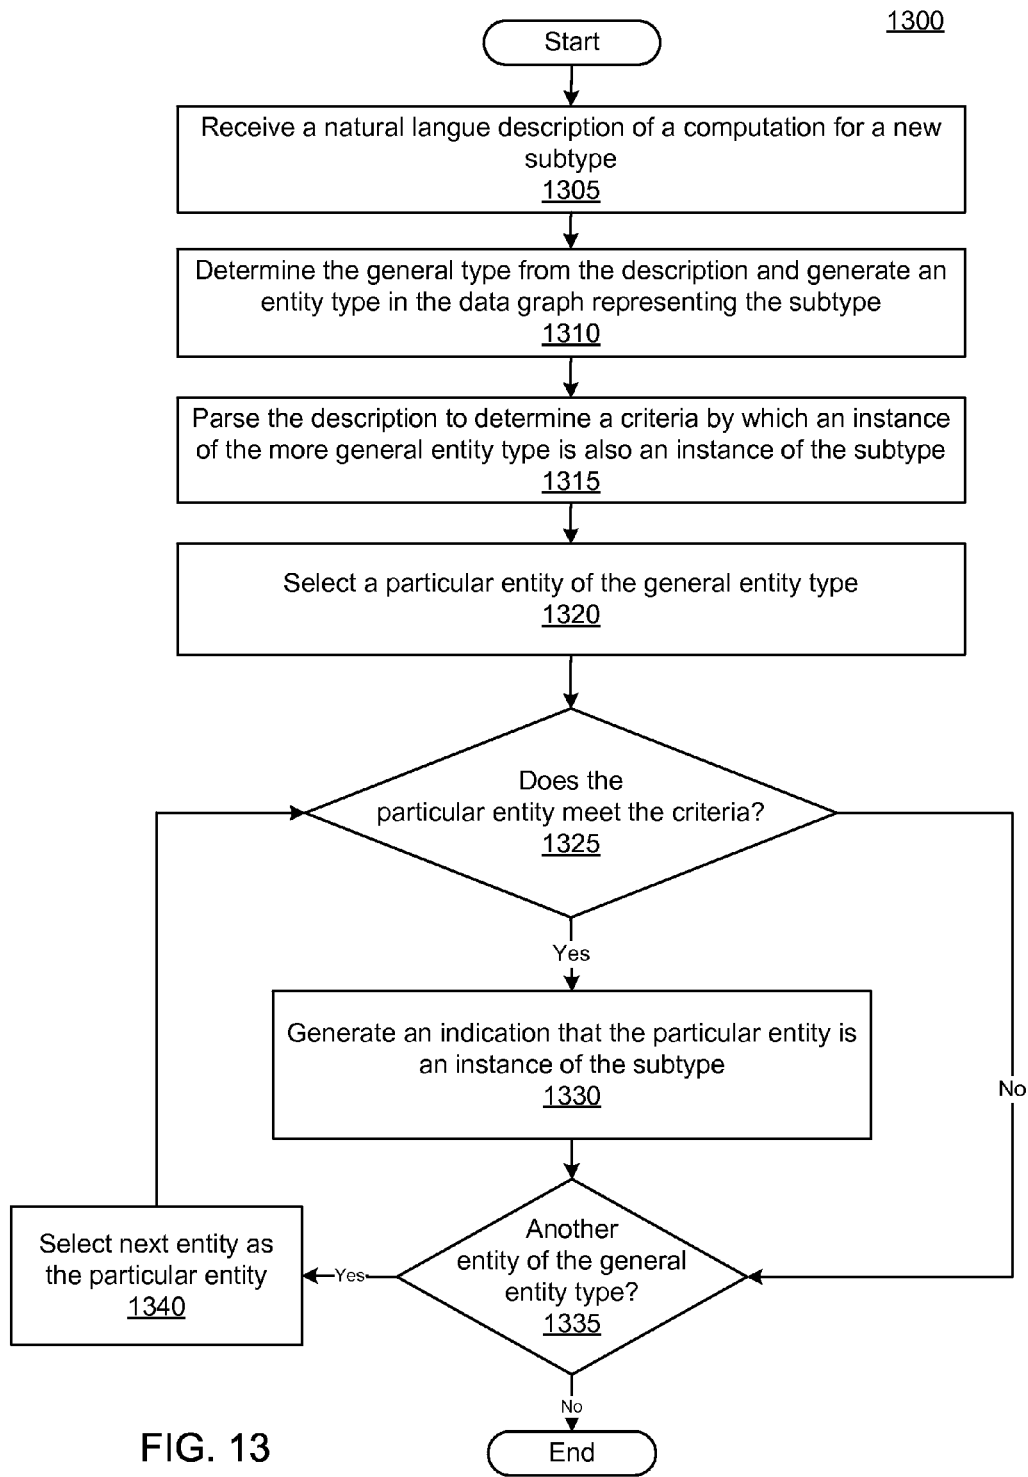 1300
Start
Receive a natural langue description of a computation for a new
subtype
1305
Determine the general type from the description and generate an
entity type in the data graph representing the subtype
1310
Parse the description to determine a criteria by which an instance
of the more general entity type is also an instance of the subtype
1315
Select a particular entity of the general entity type
1320
Does the
particular entity meet the criteria?
1325
Yes
Generate an indication that the particular entity is
an instance of the subtype
1330
No
Another
entity of the general
entity type?
1335
Yes
Select next entity as
the particular entity
1340
No
End
FIG. 13